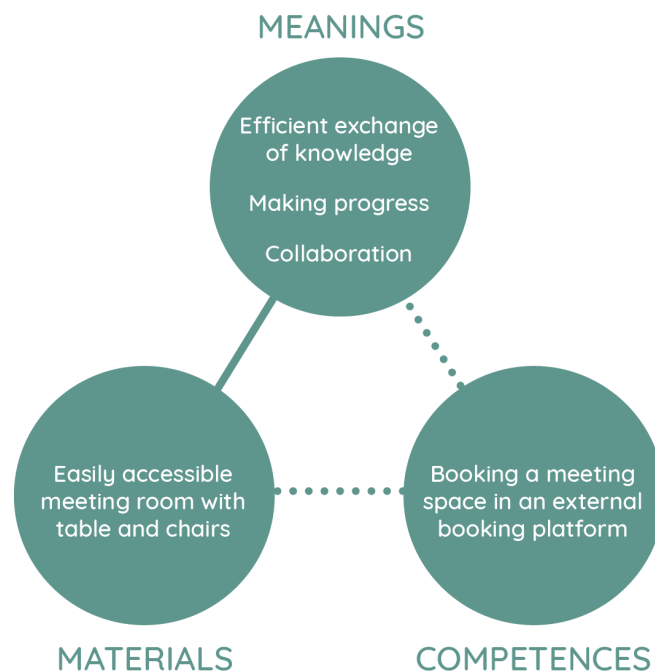 MEANINGS
Efficient exchange
of knowledge
Making progress
Collaboration
Easily accessible
meeting room with
table and chairs
Booking a meeting
space in an external
booking platform
MATERIALS
COMPETENCES